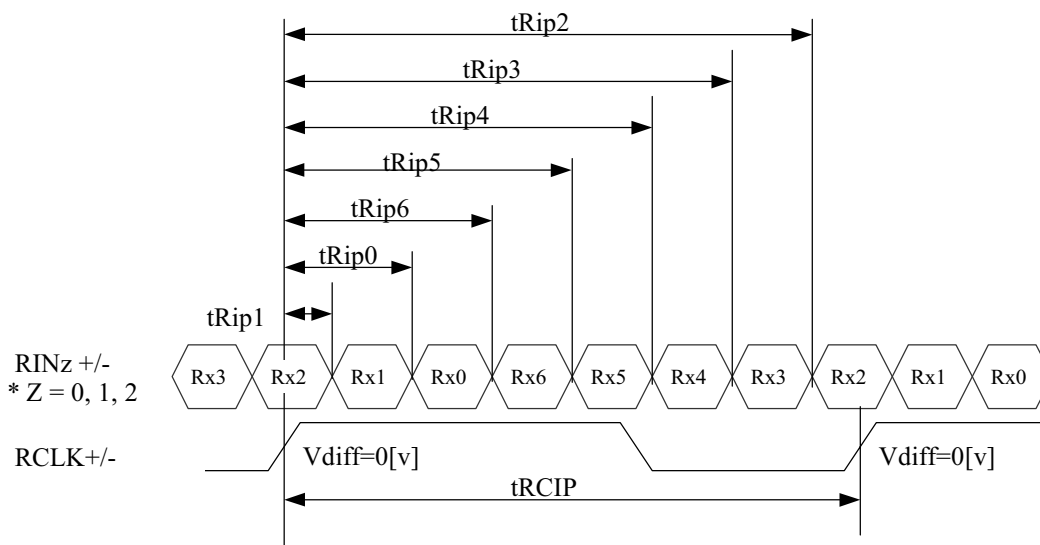 tRip2
tRip3
tRip4
tRip5
tRip6
tRip0
tRip1
RINz +/-
* Z = 0, 1, 2
Rx3 Rx2 Rx1 Rx0 Rx6 Rx5 Rx4 Rx3 Rx2 Rx1 Rx0
RCLK+/- Vdiff=0[v] Vdiff=0[v]
tRCIP